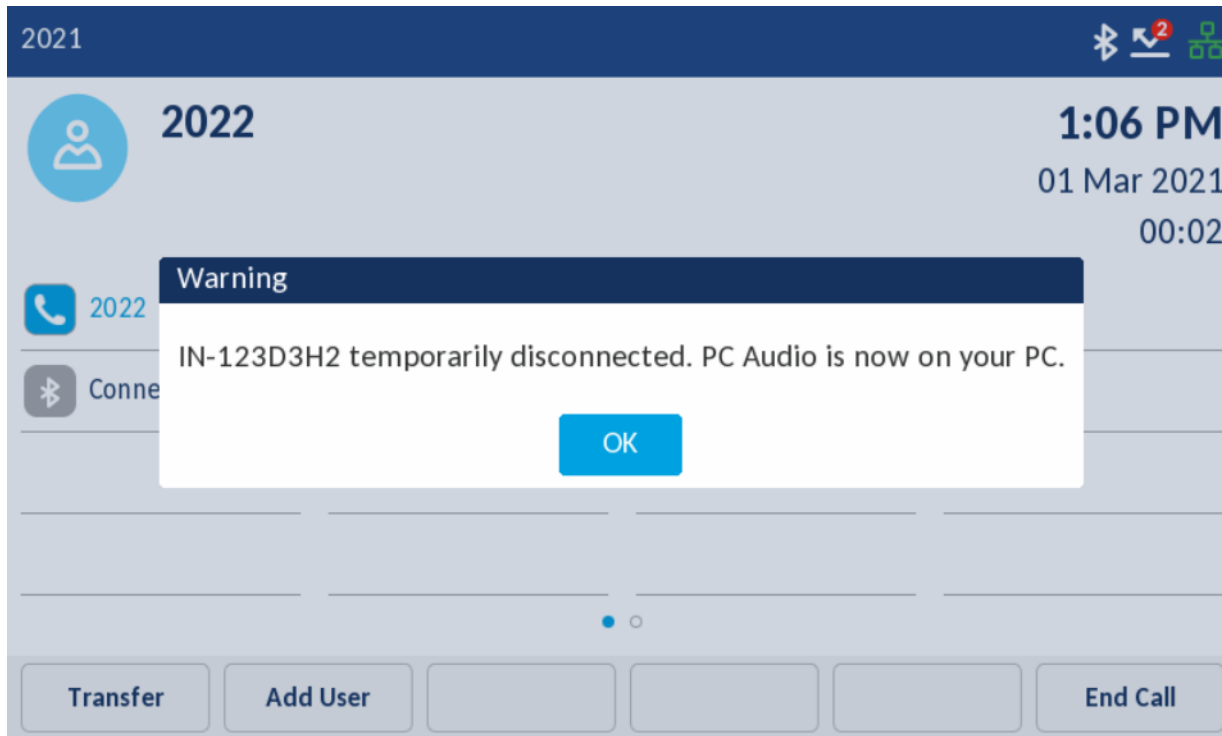 2021
2
2022
1:06 PM
01 Mar 2021
00:02
Warning
2022
IN-123D3H2 temporarily disconnected. PC Audio is now on your PC.
Conne
OK
Transfer
Add User
End Call